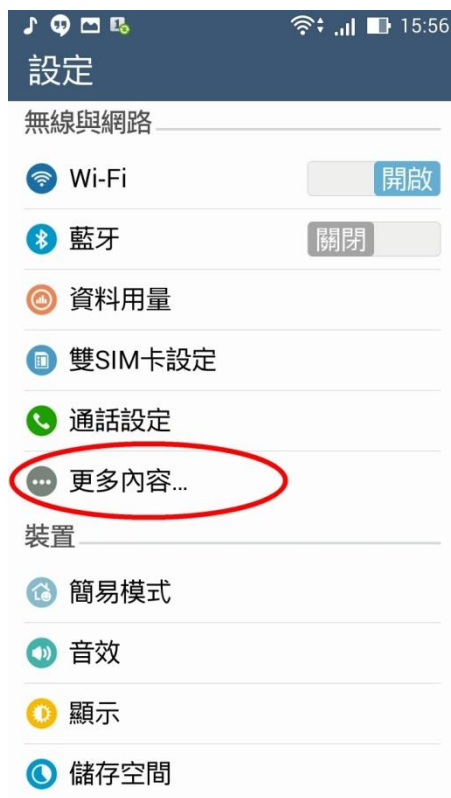 15:56
設定
無線與網路
Wi-Fi 開啟
藍牙 關閉
資料用量
雙SIM卡設定
通話設定
更多內容...
裝置
簡易模式
音效
顯示
儲存空間